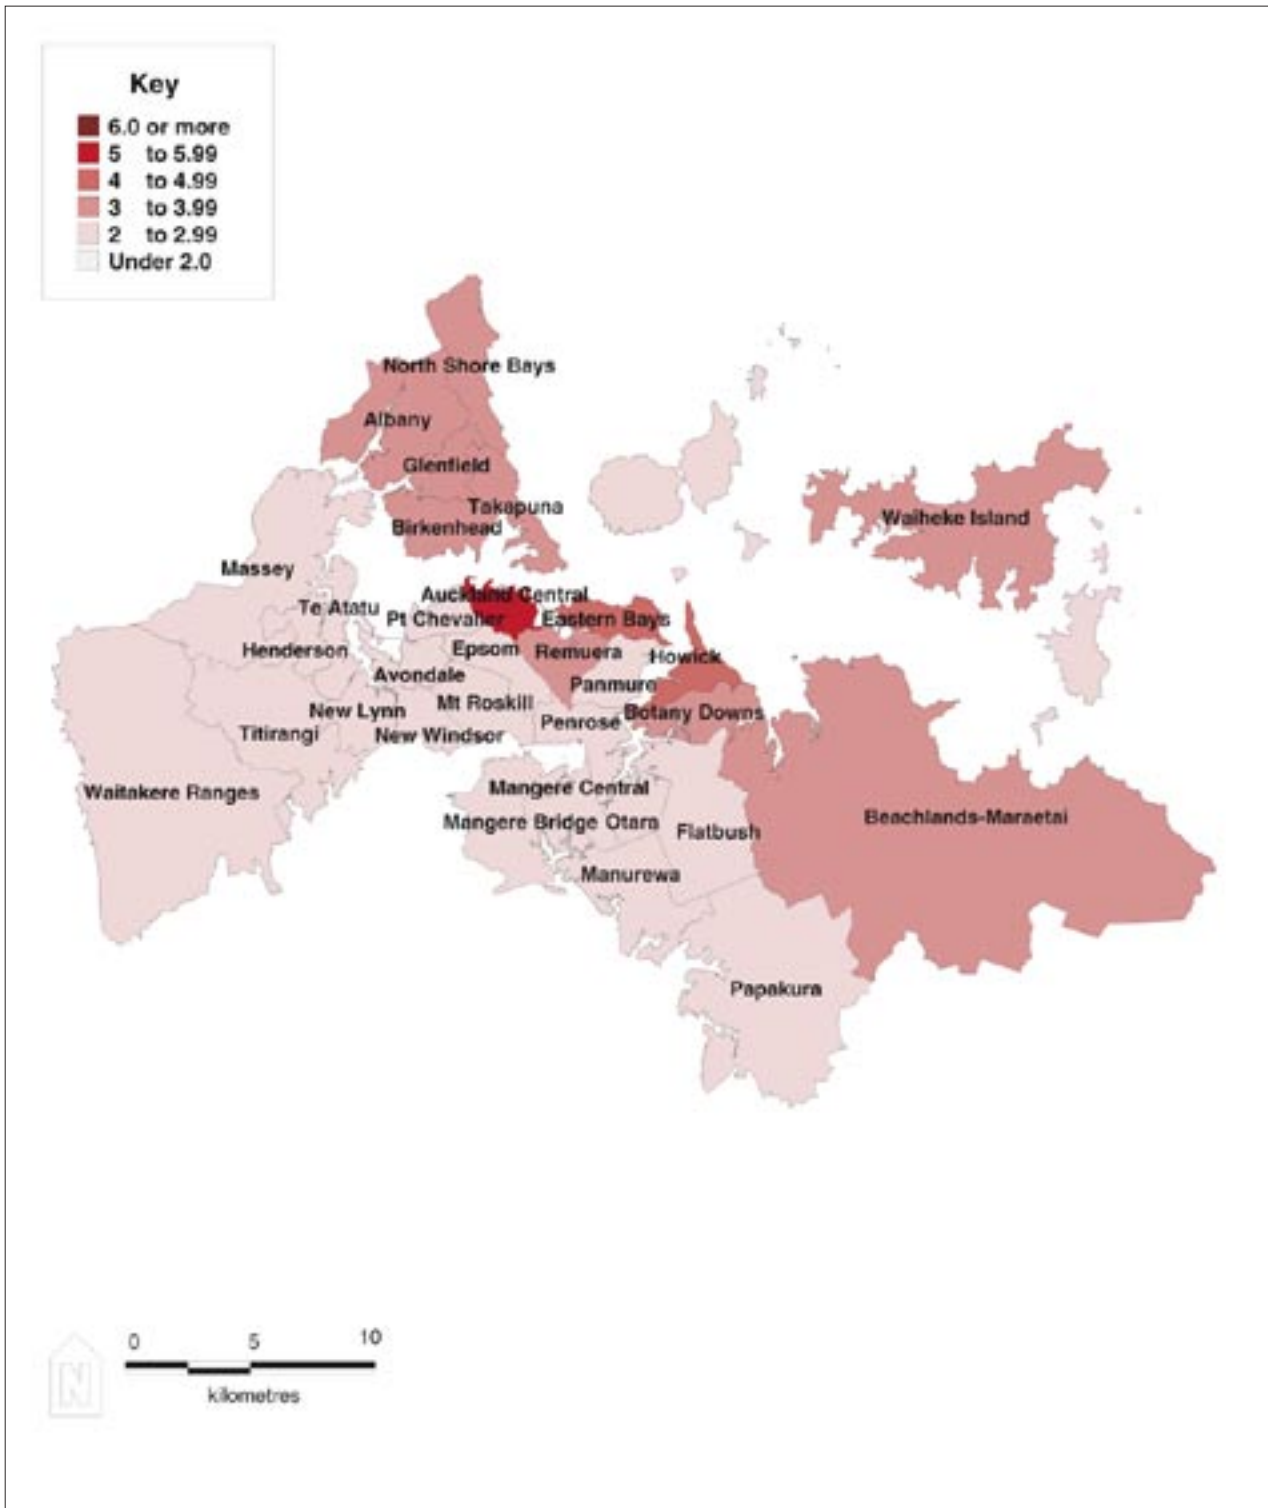 Key
6.0 or more
5 to 5.99
4 to 4.99
3 to 3.99
2 to 2.99
Under 2.0
North Shore Bays
Albany
Glenfield
Takapuna
Birkenhead
Waiheke Island
Massey
Auckland Central
Te Atatu
Pt Chevalier
Eastern Bays
Henderson
Epsom
Remuera
Howick
Avondale
Panmure
Mt Roskill
New Lynn
Botany Downs
Penrose
Titirangi
New Windsor
Waitakere Ranges
Mangere Central
Beachlands-Maraetai
Mangere Bridge
Otara
Flatbush
Manurewa
Papakura
0 5 10
kilometres
N